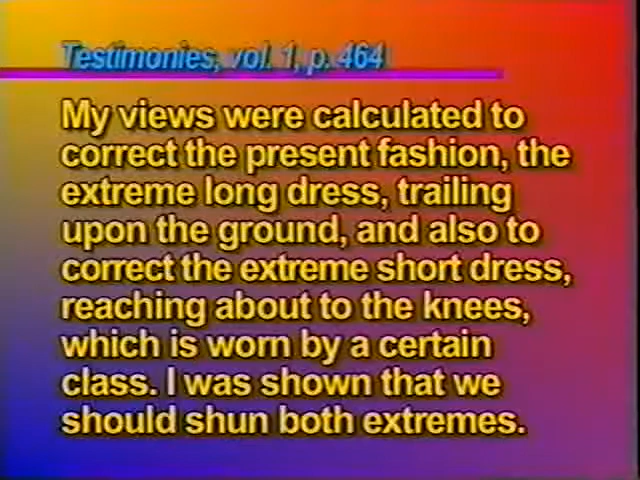 Testimonies, vol. 1, p. 464
My views were calculated to
correct the present fashion, the
extreme long dress, trailing
upon the ground, and also to
correct the extreme short dress,
reaching about to the knees,
which is worn by a certain
class. I was shown that we
should shun both extremes.